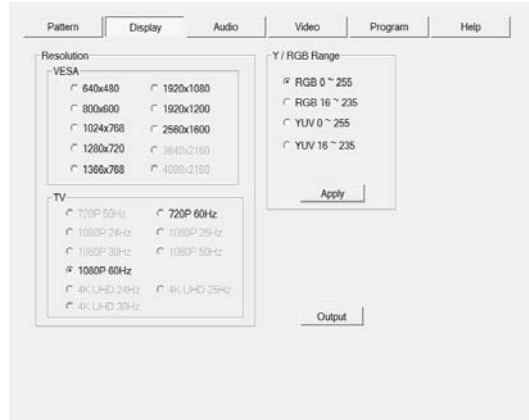 Pattern Display Audio Video Program Help
Resolution
VESA
640x480 1920x1080
800x600 1920x1200
1024x768 2560x1600
1280x720 3840x2160
1366x768 4096x2160
TV
720P 50Hz 720P 60Hz
1080P 24Hz 1080P 25Hz
1080P 30Hz 1080P 50Hz
1080P 60Hz
4K UHD 24Hz 4K UHD 25Hz
4K UHD 30Hz
Y / RGB Range
RGB 0 ~ 255
RGB 16 ~ 235
YUV 0 ~ 255
YUV 16 ~ 235
Apply
Output